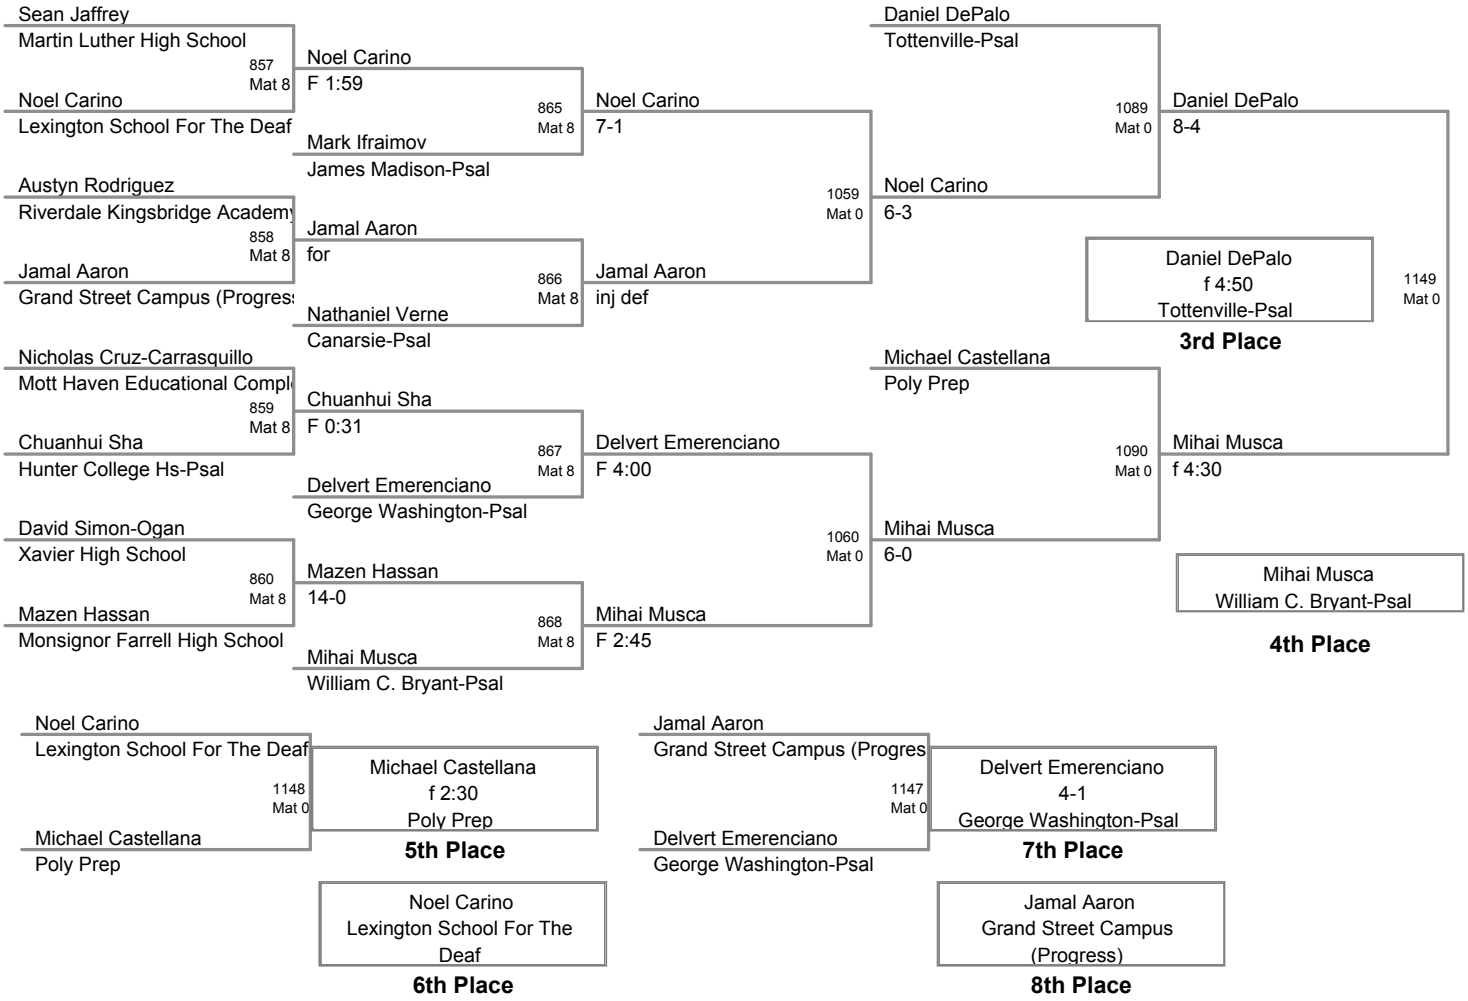 Sean Jaffrey
Martin Luther High School
857
Mat 8
Noel Carino
Lexington School For The Deaf
Noel Carino
F 1:59
Mark Ifraimov
James Madison-Psal
865
Mat 8
Noel Carino
7-1
Austyn Rodriguez
Riverdale Kingsbridge Academy
858
Mat 8
Jamal Aaron
Grand Street Campus (Progress
Jamal Aaron
for
Nathaniel Verne
Canarsie-Psal
866
Mat 8
Jamal Aaron
inj def
1059
Mat 0
Noel Carino
6-3
Daniel DePalo
Tottenville-Psal
1089
Mat 0
Daniel DePalo
8-4
Nicholas Cruz-Carrasquillo
Mott Haven Educational Comple
859
Mat 8
Chuanhui Sha
Hunter College Hs-Psal
Chuanhui Sha
F 0:31
Delvert Emerenciano
George Washington-Psal
867
Mat 8
Delvert Emerenciano
F 4:00
David Simon-Ogan
Xavier High School
860
Mat 8
Mazen Hassan
Monsignor Farrell High School
Mazen Hassan
14-0
Mihai Musca
William C. Bryant-Psal
868
Mat 8
Mihai Musca
F 2:45
1060
Mat 0
Mihai Musca
6-0
Michael Castellana
Poly Prep
1090
Mat 0
Mihai Musca
f 4:30
1149
Mat 0
Daniel DePalo
f 4:50
Tottenville-Psal
3rd Place
Mihai Musca
William C. Bryant-Psal
4th Place
Noel Carino
Lexington School For The Deaf
1148
Mat 0
Michael Castellana
Poly Prep
Michael Castellana
f 2:30
Poly Prep
5th Place
Noel Carino
Lexington School For The
Deaf
6th Place
Jamal Aaron
Grand Street Campus (Progres
1147
Mat 0
Delvert Emerenciano
George Washington-Psal
Delvert Emerenciano
4-1
George Washington-Psal
7th Place
Jamal Aaron
Grand Street Campus
(Progress)
8th Place